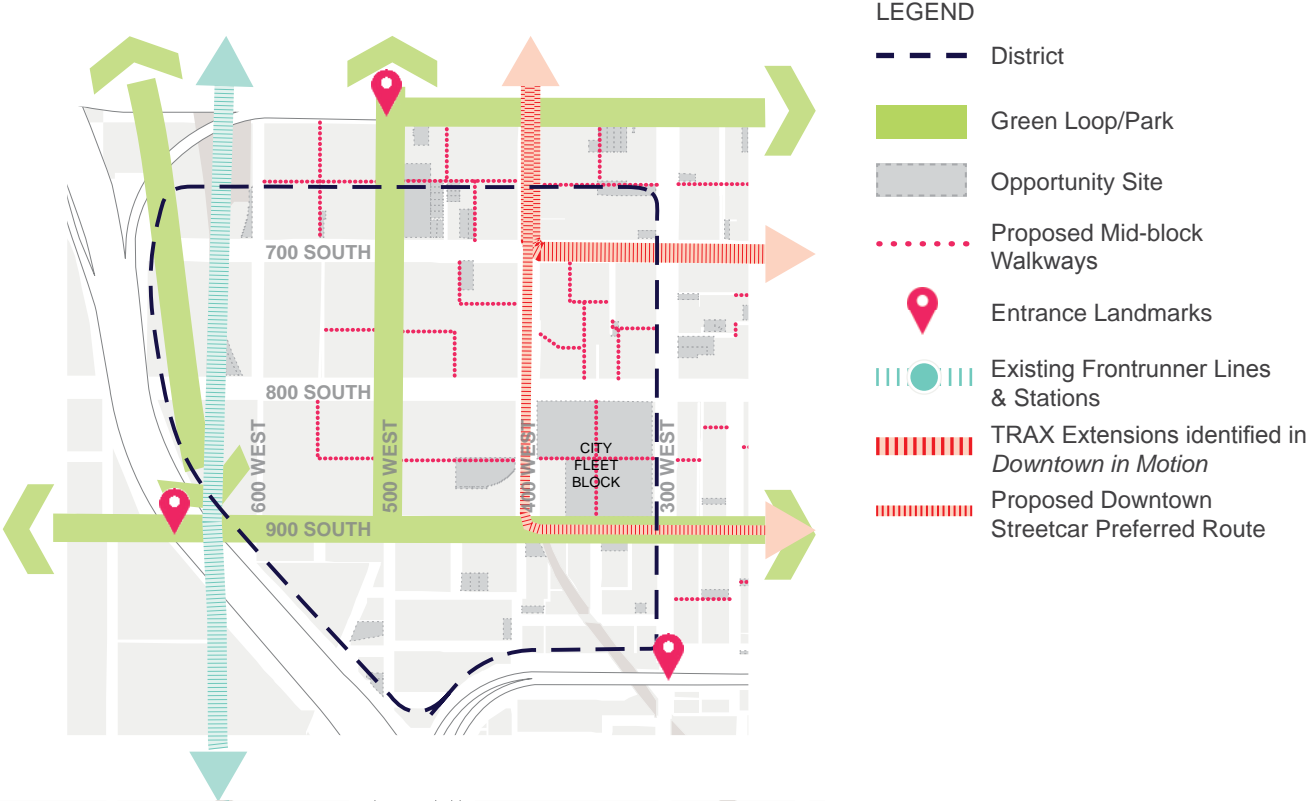 LEGEND
District
Green Loop/Park
Opportunity Site
Proposed Mid-block
Walkways
Entrance Landmarks
Existing Frontrunner Lines
& Stations
TRAX Extensions identified in
Downtown in Motion
Proposed Downtown
Streetcar Preferred Route
700 SOUTH
800 SOUTH
600 WEST
500 WEST
400 WEST
300 WEST
CITY
FLEET
BLOCK
900 SOUTH